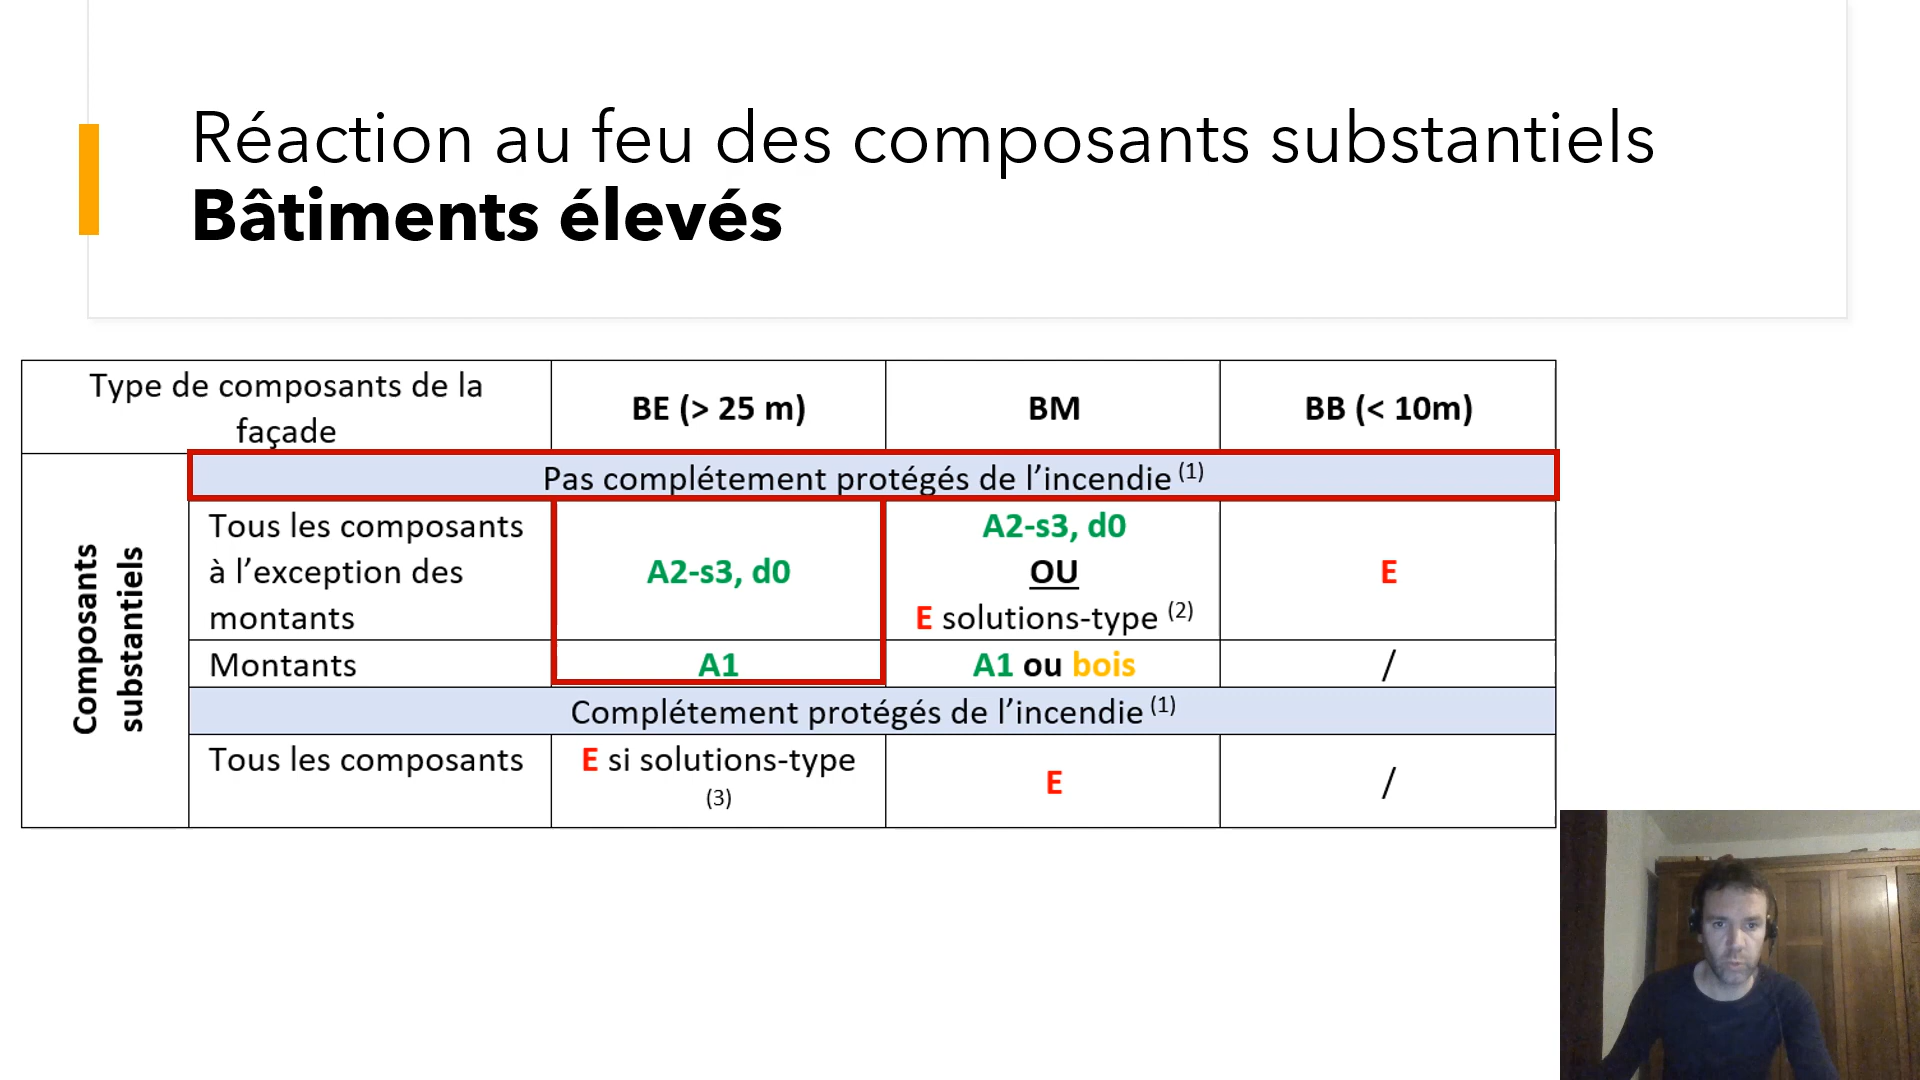 Réaction au feu des composants substantiels
Bâtiments élevés
Type de composants de la
façade
BE (> 25 m)
BM
BB (< 10m)
Composants
substantiels
Pas complétement protégés de l'incendie (1)
Tous les composants
à l'exception des
montants
A2-s3, d0
A2-s3, d0
OU
E solutions-type (2)
E
Montants
A1
A1 ou bois
/
Complétement protégés de l'incendie (1)
Tous les composants
E si solutions-type
(3)
E
/